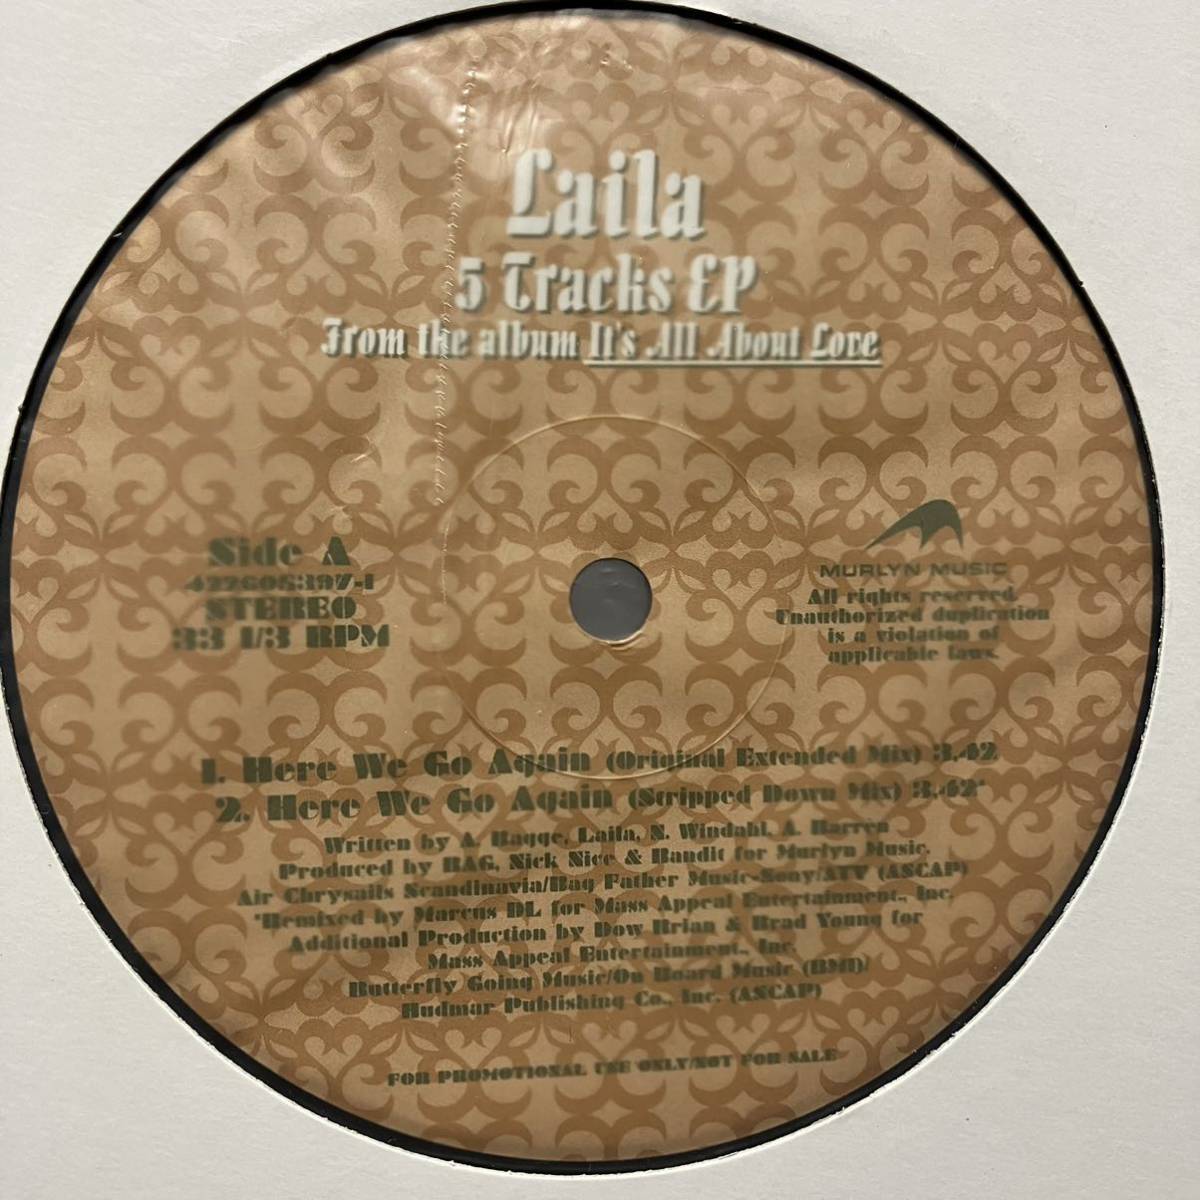 Laila
5 Tracks EP
From the album It's All About Love
Side A
422606397-1
STEREO
33 1/3 RPM
MURLYN MUSIC
All rights reserved.
Unauthorized duplication
is a violation of
applicable laws.
1. Here We Go Again (Original Extended Mix) 3.42
2. Here We Go Again (Stripped Down Mix) 3.42*
Written by A. Bagge, Laila, N. Windahl, A. Barren
Produced by BAG, Nick Nice & Bandit for Murlyn Music.
Air Chrysails Scandinavia/Bag Father Music-Sony/ATV (ASCAP)
*Remixed by Marcus DL for Mass Appeal Entertainment., Inc.
Additional Production by Dow Brian & Brad Young for
Mass Appeal Entertainment., Inc.
Butterfly Going Music/On Board Music (BMI)/
Hudmar Publishing Co., Inc. (ASCAP)
FOR PROMOTIONAL USE ONLY/NOT FOR SALE